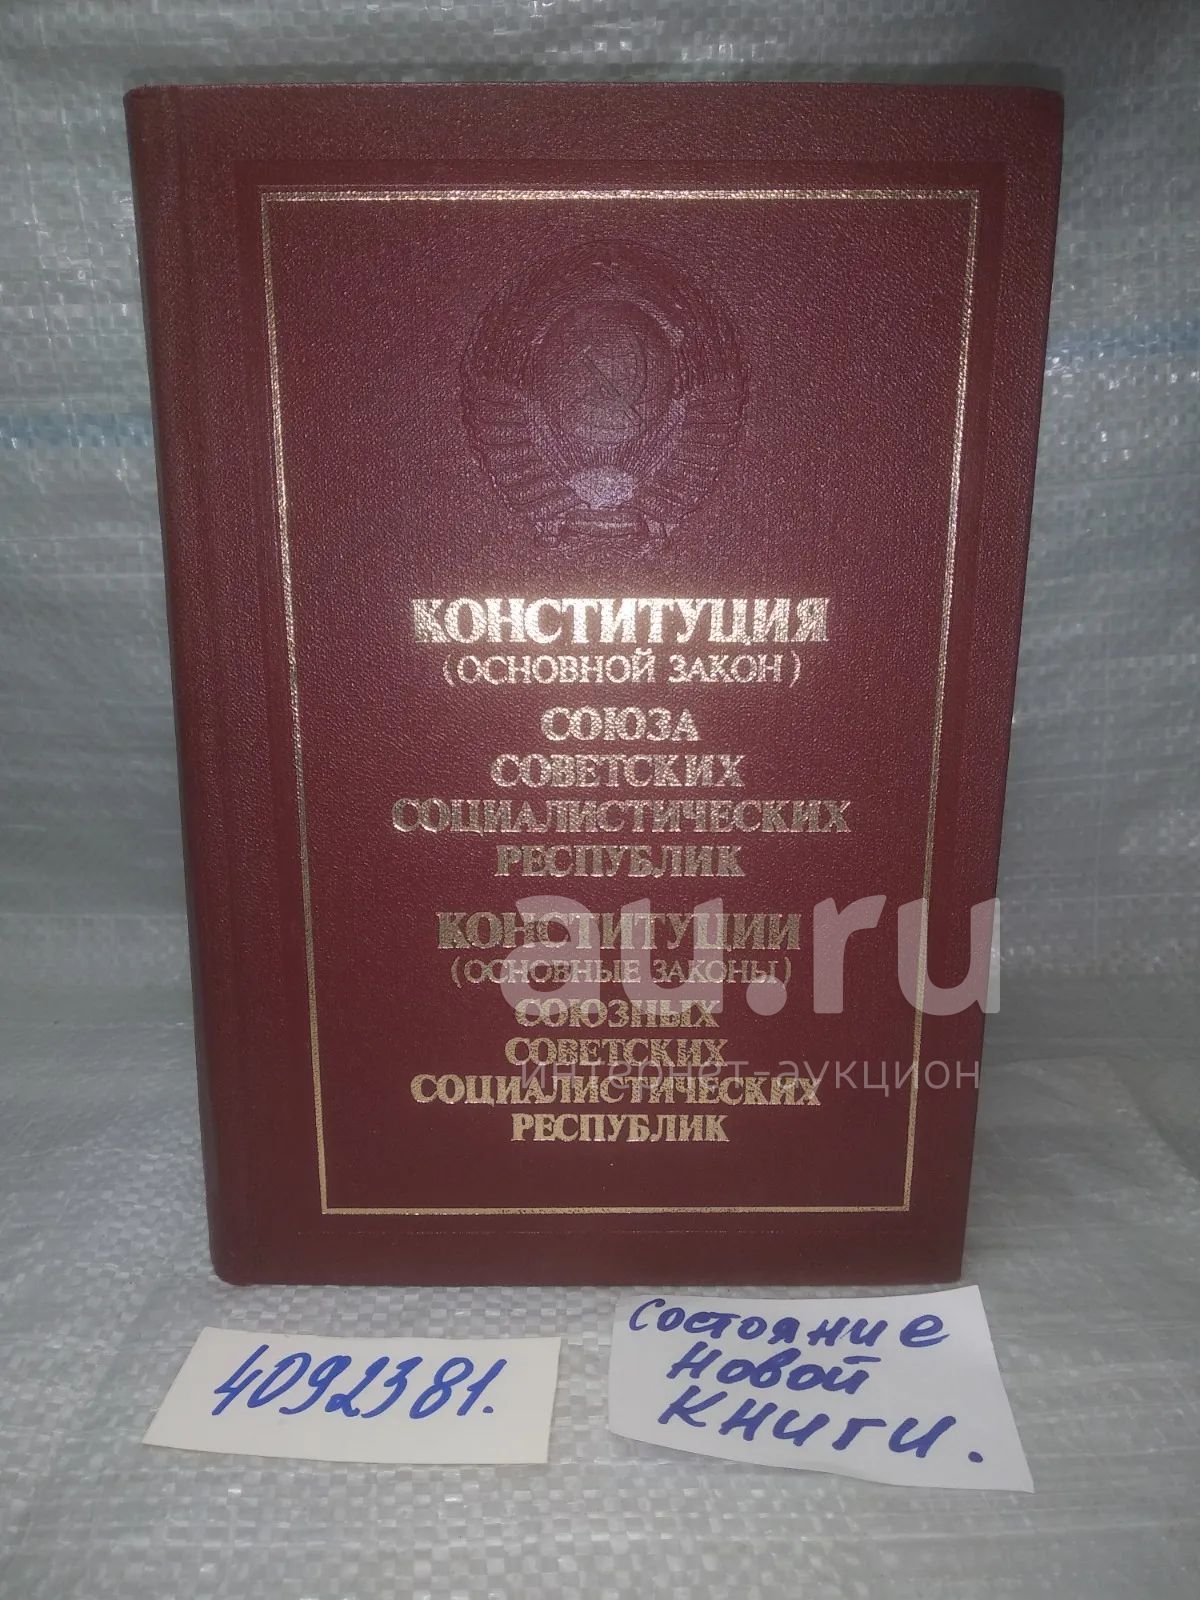 КОНСТИТУЦИЯ
(ОСНОВНОЙ ЗАКОН)
СОЮЗА
СОВЕТСКИХ
СОЦИАЛИСТИЧЕСКИХ
РЕСПУБЛИК
КОНСТИТУЦИИ
(ОСНОВНЫЕ ЗАКОНЫ)
СОЮЗНЫХ
СОВЕТСКИХ
СОЦИАЛИСТИЧЕСКИХ
РЕСПУБЛИК
au.ru
интернет-аукцион
4092381.
Состояние
новой
книги.